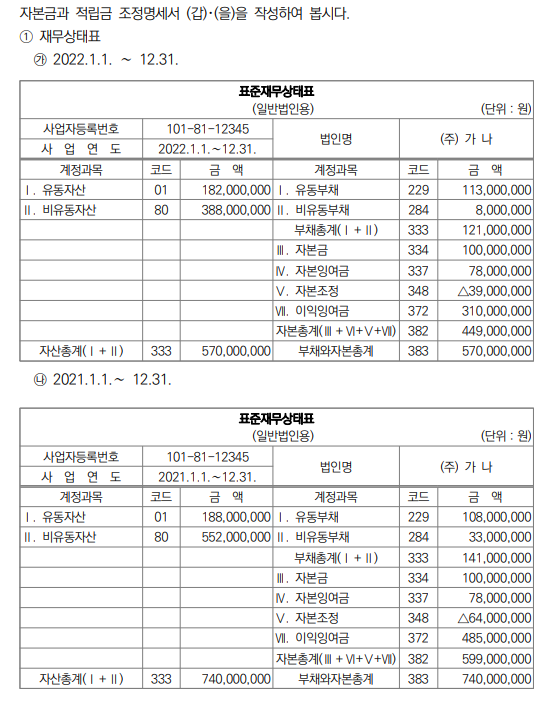 자본금과 적립금 조정명세서 (갑)·(을)을 작성하여 봅시다.
① 재무상태표
㉮ 2022.1.1. ~ 12.31.
표준재무상태표
(일반법인용) (단위 : 원)
사업자등록번호 101-81-12345 법인명 (주) 가 나
사 업 연 도 2022.1.1.~12.31.
계정과목 코드 금 액 계정과목 코드 금 액
Ⅰ. 유동자산 01 182,000,000 Ⅰ. 유동부채 229 113,000,000
Ⅱ. 비유동자산 80 388,000,000 Ⅱ. 비유동부채 284 8,000,000
부채총계(Ⅰ+Ⅱ) 333 121,000,000
Ⅲ. 자본금 334 100,000,000
Ⅳ. 자본잉여금 337 78,000,000
Ⅴ. 자본조정 348 △39,000,000
Ⅶ. 이익잉여금 372 310,000,000
자본총계(Ⅲ+Ⅵ+Ⅴ+Ⅶ) 382 449,000,000
자산총계(Ⅰ+Ⅱ) 333 570,000,000 부채와자본총계 383 570,000,000
㉯ 2021.1.1.~ 12.31.
표준재무상태표
(일반법인용) (단위 : 원)
사업자등록번호 101-81-12345 법인명 (주) 가 나
사 업 연 도 2021.1.1.~12.31.
계정과목 코드 금 액 계정과목 코드 금 액
Ⅰ. 유동자산 01 188,000,000 Ⅰ. 유동부채 229 108,000,000
Ⅱ. 비유동자산 80 552,000,000 Ⅱ. 비유동부채 284 33,000,000
부채총계(Ⅰ+Ⅱ) 333 141,000,000
Ⅲ. 자본금 334 100,000,000
Ⅳ. 자본잉여금 337 78,000,000
Ⅴ. 자본조정 348 △64,000,000
Ⅶ. 이익잉여금 372 485,000,000
자본총계(Ⅲ+Ⅵ+Ⅴ+Ⅶ) 382 599,000,000
자산총계(Ⅰ+Ⅱ) 333 740,000,000 부채와자본총계 383 740,000,000